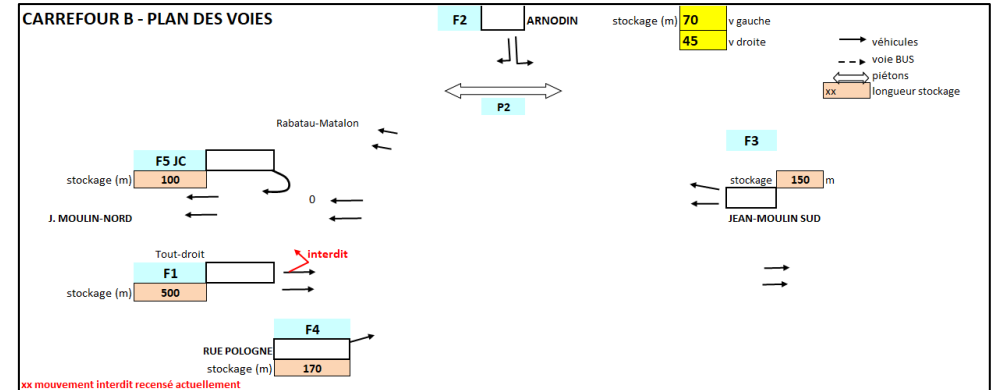 CARREFOUR B - PLAN DES VOIES
F2 ARNODIN
stockage (m) 70 v gauche
45 v droite
véhicules
voie BUS
piétons
xx longueur stockage
P2
Rabatau-Matalon
F3
F5 JC
stockage (m) 100
stockage 150 m
0
J. MOULIN-NORD
JEAN-MOULIN SUD
Tout-droit
interdit
F1
stockage (m) 500
F4
RUE POLOGNE
stockage (m) 170
xx mouvement interdit recensé actuellement